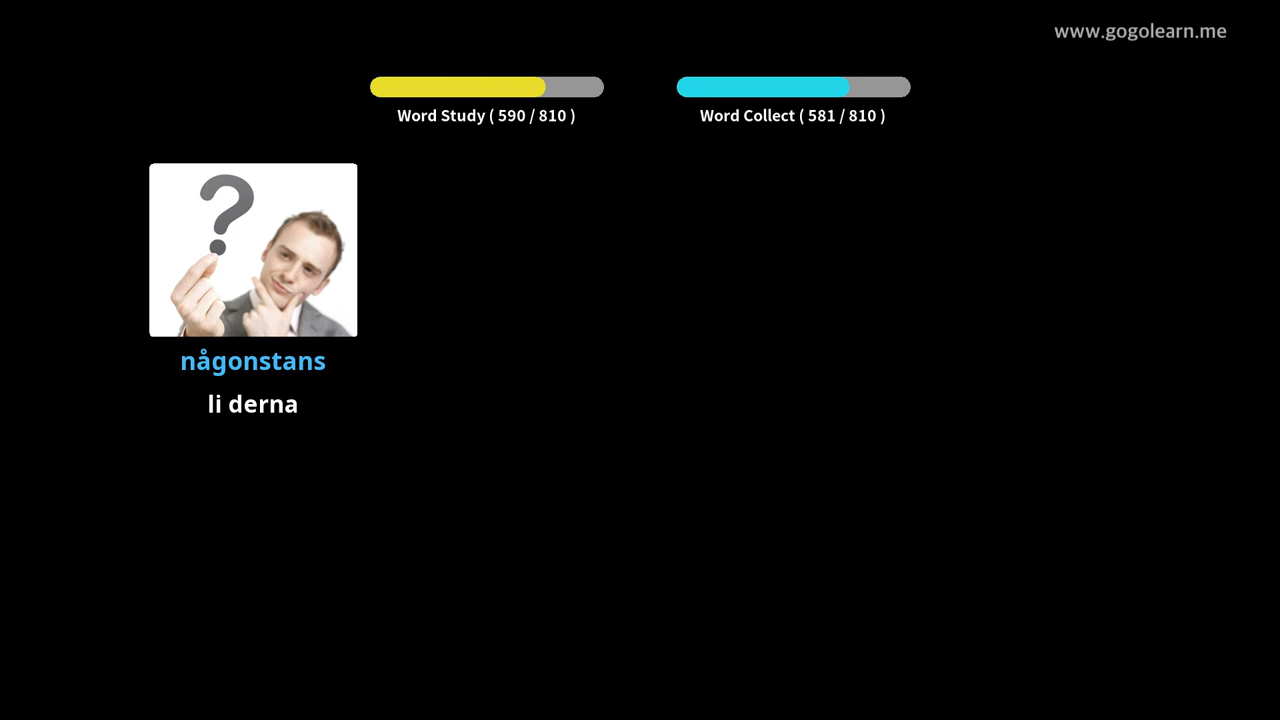 www.gogolearn.me
Word Study ( 590 / 810 )
Word Collect ( 581 / 810 )
någonstans
li derna